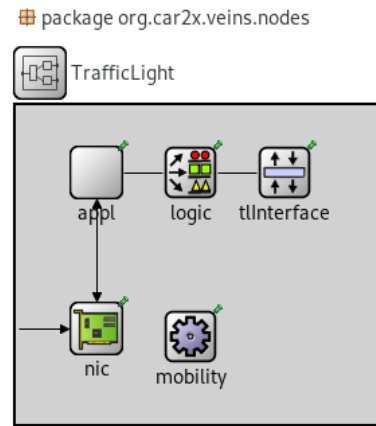 package org.car2x.veins.nodes
TrafficLight
appl logic tlInterface
nic mobility